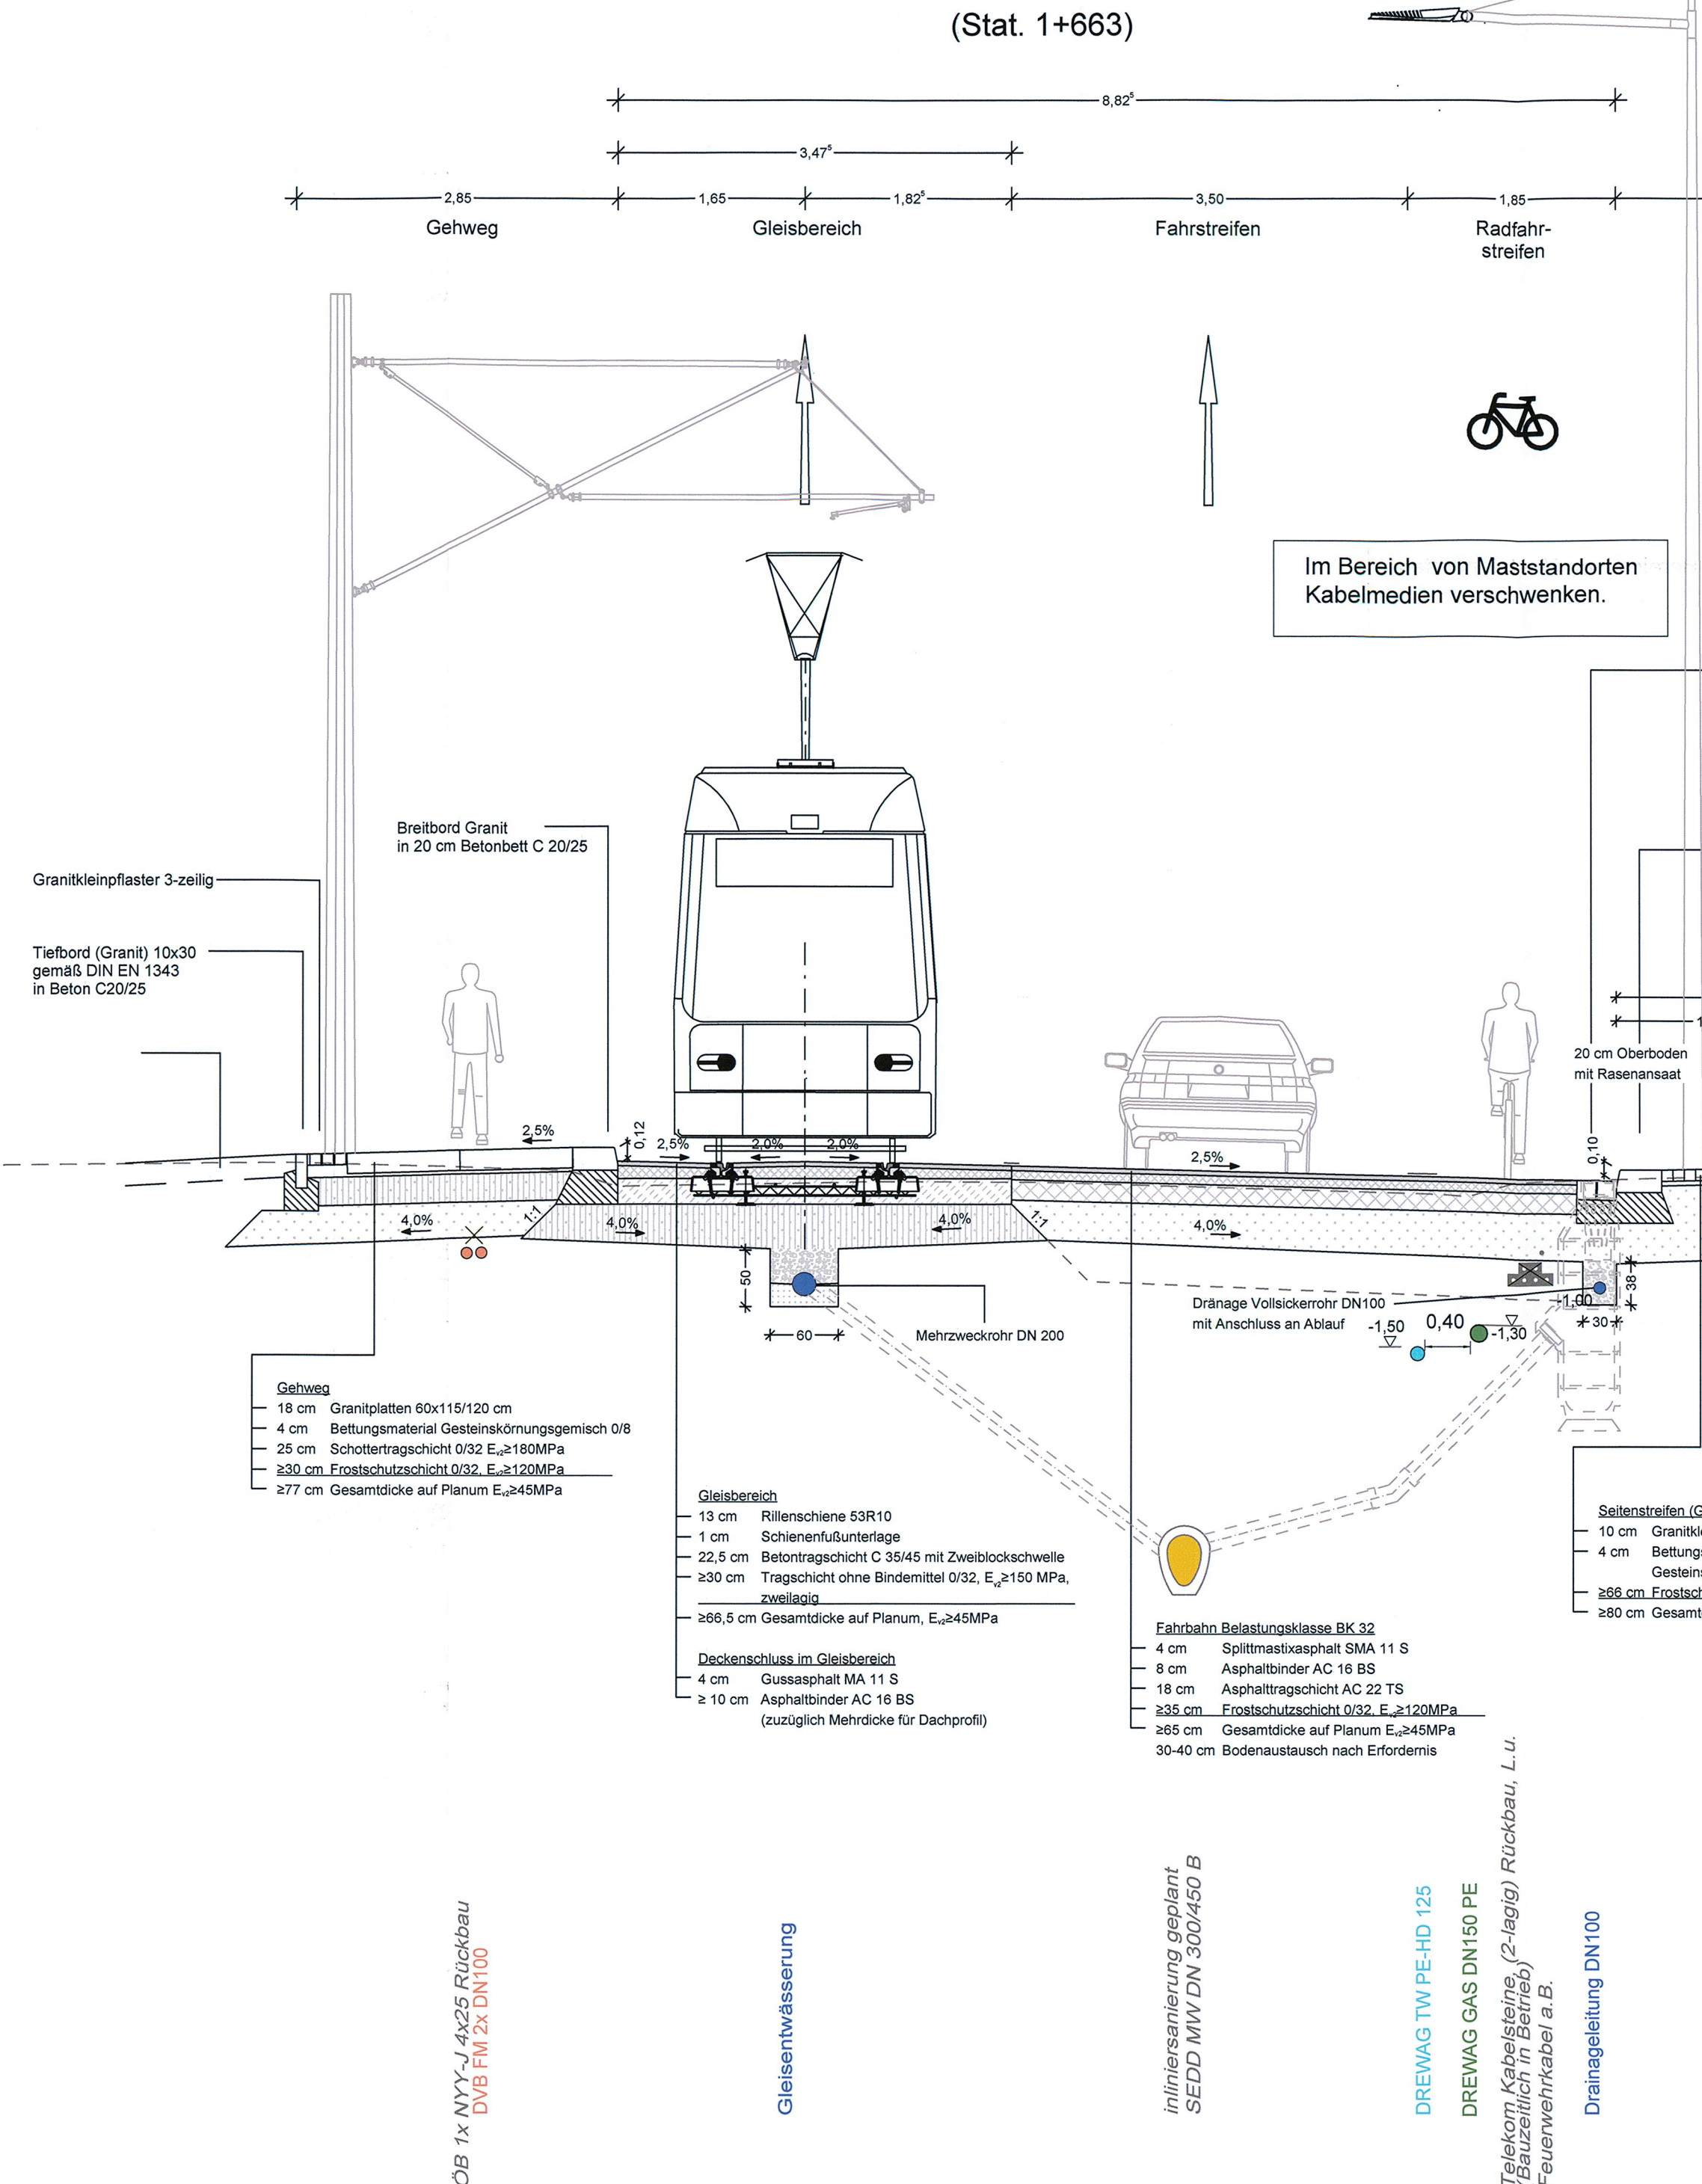 (Stat. 1+663)
8,82⁵
3,47⁵
2,85
1,65
1,82⁵
3,50
1,85
Gehweg
Gleisbereich
Fahrstreifen
Radfahr-
streifen
Im Bereich von Maststandorten
Kabelmedien verschwenken.
Breitbord Granit
in 20 cm Betonbett C 20/25
Granitkleinpflaster 3-zeilig
Tiefbord (Granit) 10x30
gemäß DIN EN 1343
in Beton C20/25
20 cm Oberboden
mit Rasenansaat
2,5%
0,12
2,5%
2,0%
2,0%
2,5%
0,10
4,0%
1:1
4,0%
4,0%
1:1
4,0%
50
60
Mehrzweckrohr DN 200
Dränage Vollsickerrohr DN100
mit Anschluss an Ablauf
-1,50
0,40
-1,30
-1,00
38
30
Gehweg
18 cm Granitplatten 60x115/120 cm
4 cm Bettungsmaterial Gesteinskörnungsgemisch 0/8
25 cm Schottertragschicht 0/32 Ev2≥180MPa
≥30 cm Frostschutzschicht 0/32, Ev2≥120MPa
≥77 cm Gesamtdicke auf Planum Ev2≥45MPa
Gleisbereich
13 cm Rillenschiene 53R10
1 cm Schienenfußunterlage
22,5 cm Betontragschicht C 35/45 mit Zweiblockschwelle
≥30 cm Tragschicht ohne Bindemittel 0/32, Ev2≥150 MPa,
zweilagig
≥66,5 cm Gesamtdicke auf Planum, Ev2≥45MPa
Deckenschluss im Gleisbereich
4 cm Gussasphalt MA 11 S
≥ 10 cm Asphaltbinder AC 16 BS
(zuzüglich Mehrdicke für Dachprofil)
Fahrbahn Belastungsklasse BK 32
4 cm Splittmastixasphalt SMA 11 S
8 cm Asphaltbinder AC 16 BS
18 cm Asphalttragschicht AC 22 TS
≥35 cm Frostschutzschicht 0/32, Ev2≥120MPa
≥65 cm Gesamtdicke auf Planum Ev2≥45MPa
30-40 cm Bodenaustausch nach Erfordernis
Seitenstreifen (G
10 cm Granitkl
4 cm Bettung
Gestein
≥66 cm Frostsch
≥80 cm Gesamt
ÖB 1x NYY-J 4x25 Rückbau
DVB FM 2x DN100
Gleisentwässerung
inliniersanierung geplant
SEDD MW DN 300/450 B
DREWAG TW PE-HD 125
DREWAG GAS DN150 PE
Telekom Kabelsteine, (2-lagig) Rückbau, L.u.
(Bauzeitlich in Betrieb)
Feuerwehrkabel a.B.
Drainageleitung DN100